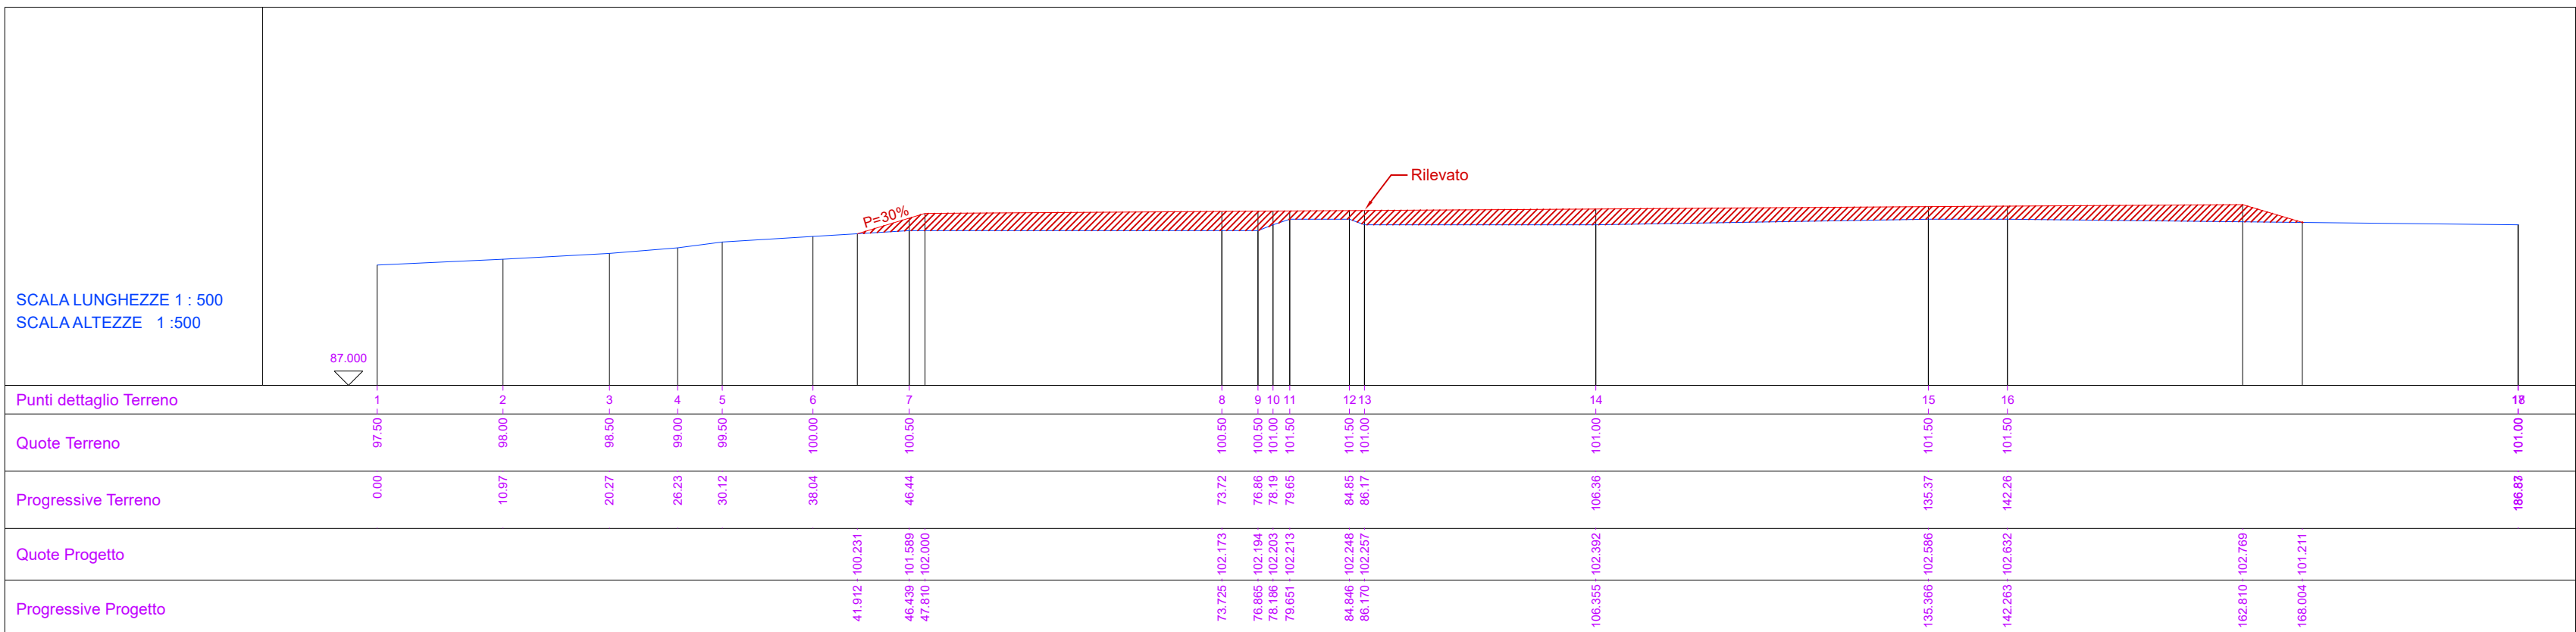 Rilevato
P=30%
SCALA LUNGHEZZE 1 : 500
SCALA ALTEZZE 1 :500
87.000
Punti dettaglio Terreno 1 2 3 4 5 6 7 8 9 10 11 12 13 14 15 16 18
Quote Terreno 97.50 98.00 98.50 99.00 99.50 100.00 100.50 100.50 100.50 101.00 101.50 101.50 101.00 101.00 101.50 101.50 101.00
Progressive Terreno 0.00 10.97 20.27 26.23 30.12 38.04 46.44 73.72 76.86 78.19 79.65 84.85 86.17 106.36 135.37 142.26
Quote Progetto 100.231 101.589 102.000 102.173 102.194 102.203 102.213 102.248 102.257 102.392 102.586 102.632 102.769 101.211
Progressive Progetto 41.912 46.439 47.810 73.725 76.865 78.186 79.651 84.846 86.170 106.355 135.366 142.263 162.810 168.004